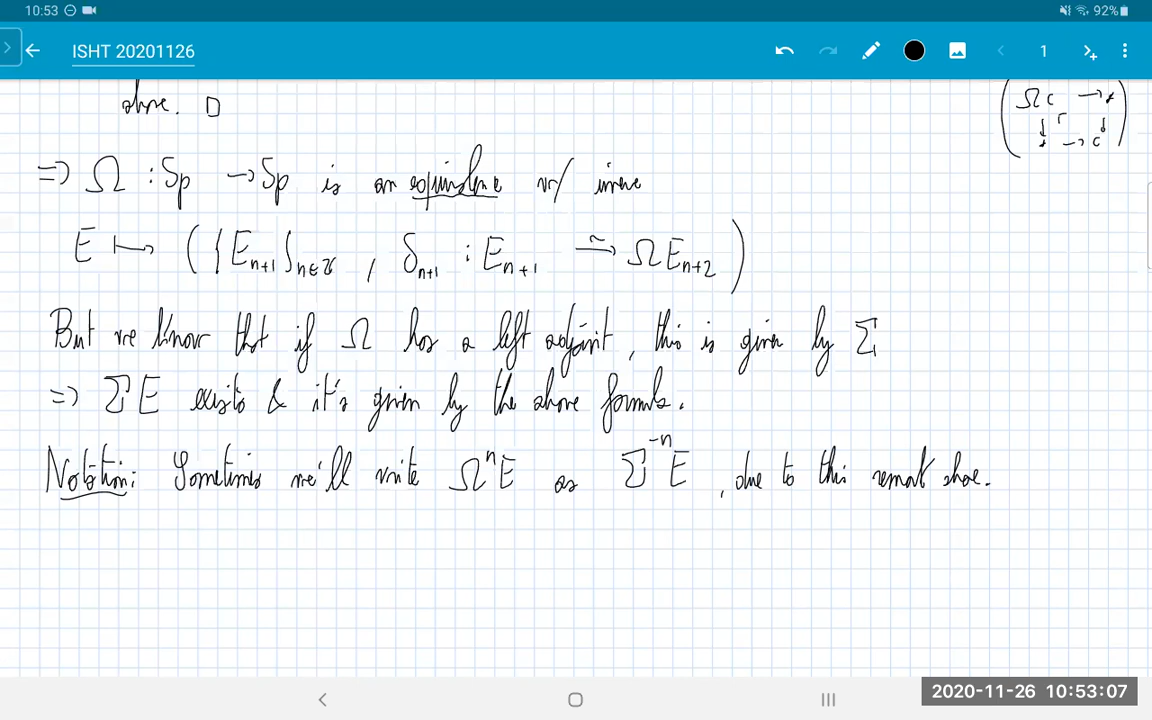 10:53 92%
ISHT 20201126 1
above. □
(ΩC → *
↓ ⌜ ↓
* → C)
=> Ω : Sp → Sp is an equivalence w/ inverse
E ⟼ ({E_{n+1}}_{n∈ℤ}, δ_{n+1} : E_{n+1} ⥲ ΩE_{n+2})
But we know that if Ω has a left adjoint, this is given by Σ
=> ΣE exists & it's given by the above formula.
Notation: Sometimes we'll write Ω^n E as Σ^{-n} E, due to this remark above.
2020-11-26 10:53:07